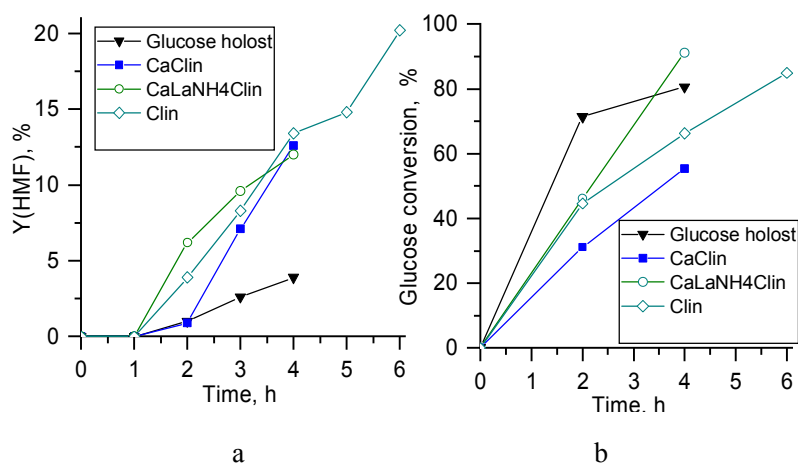 Y(HMF), %
20
15
10
5
0
0 1 2 3 4 5 6
Time, h
Glucose holost
CaClin
CaLaNH4Clin
Clin
a
Glucose conversion, %
100
80
60
40
20
0
0 1 2 3 4 5 6
Time, h
Glucose holost
CaClin
CaLaNH4Clin
Clin
b